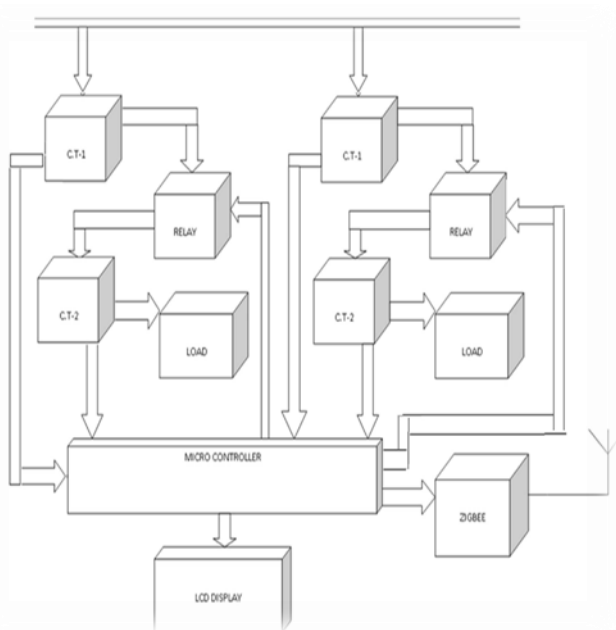 C.T-1
C.T-1
RELAY
RELAY
C.T-2
C.T-2
LOAD
LOAD
MICRO CONTROLLER
ZIGBEE
LCD DISPLAY